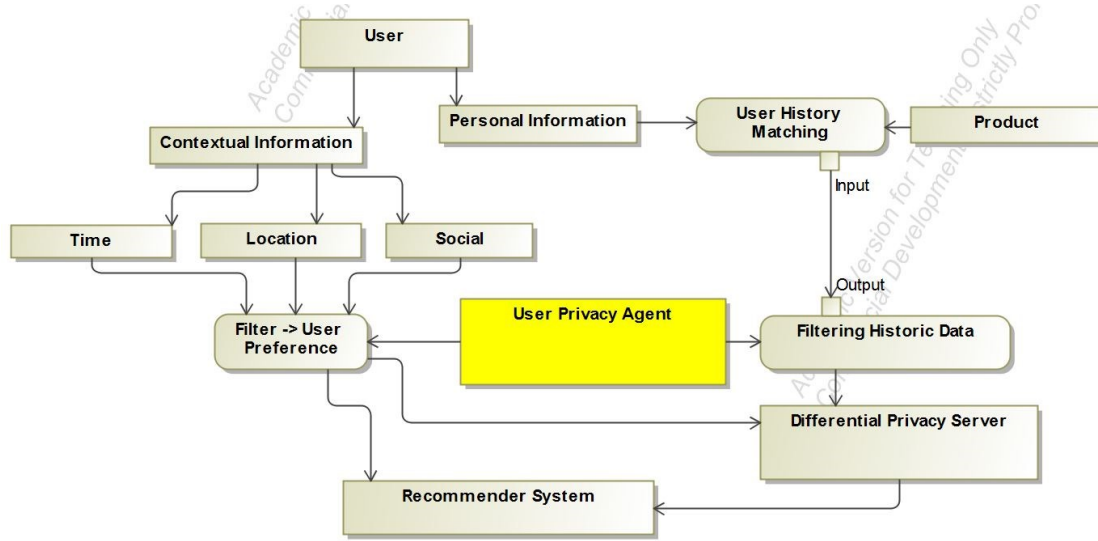 User
Personal Information
User History
Matching
Product
Contextual Information
Input
Time
Location
Social
Output
Filter -> User
Preference
User Privacy Agent
Filtering Historic Data
Differential Privacy Server
Recommender System
Academic